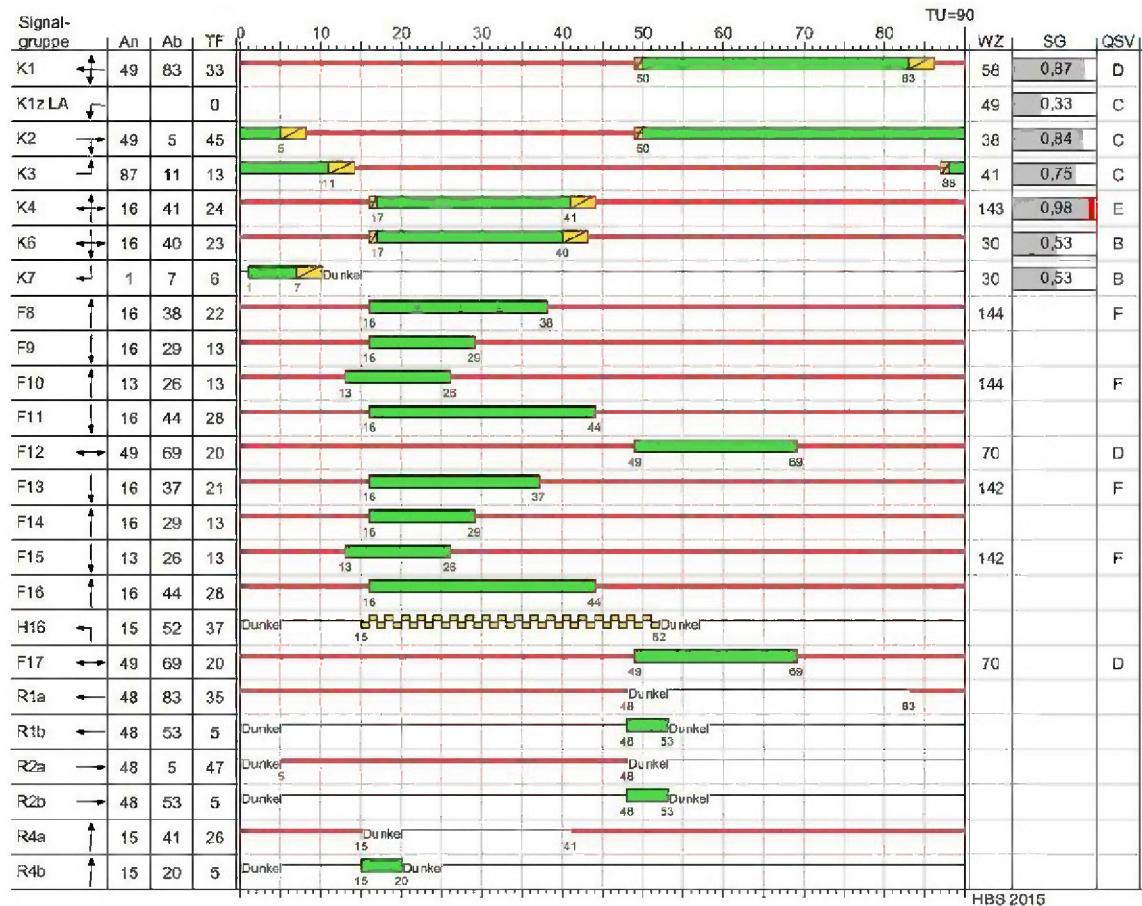 TU=90
Signal-
gruppe An Ab TF 0 10 20 30 40 50 60 70 80 WZ SG QSV
K1 49 83 33 50 83 58 0,87 D
K1z LA 0 49 0,33 C
K2 49 5 45 5 50 38 0,84 C
K3 87 11 13 11 88 41 0,75 C
K4 16 41 24 17 41 143 0,98 E
K6 16 40 23 17 40 30 0,53 B
K7 1 7 6 1 7 Dunkel 30 0,53 B
F8 16 38 22 16 38 144 F
F9 16 29 13 16 29
F10 13 26 13 13 26 144 F
F11 16 44 28 16 44
F12 49 69 20 49 69 70 D
F13 16 37 21 16 37 142 F
F14 16 29 13 16 29
F15 13 26 13 13 26 142 F
F16 16 44 28 16 44
H16 15 52 37 Dunkel 15 52 Dunkel
F17 49 69 20 49 69 70 D
R1a 48 83 35 Dunkel 48 83
R1b 48 53 5 Dunkel 48 53 Dunkel
R2a 48 5 47 Dunkel 5 Dunkel 48
R2b 48 53 5 Dunkel 48 53 Dunkel
R4a 15 41 26 Dunkel 15 41
R4b 15 20 5 Dunkel 15 20 Dunkel
HBS 2015